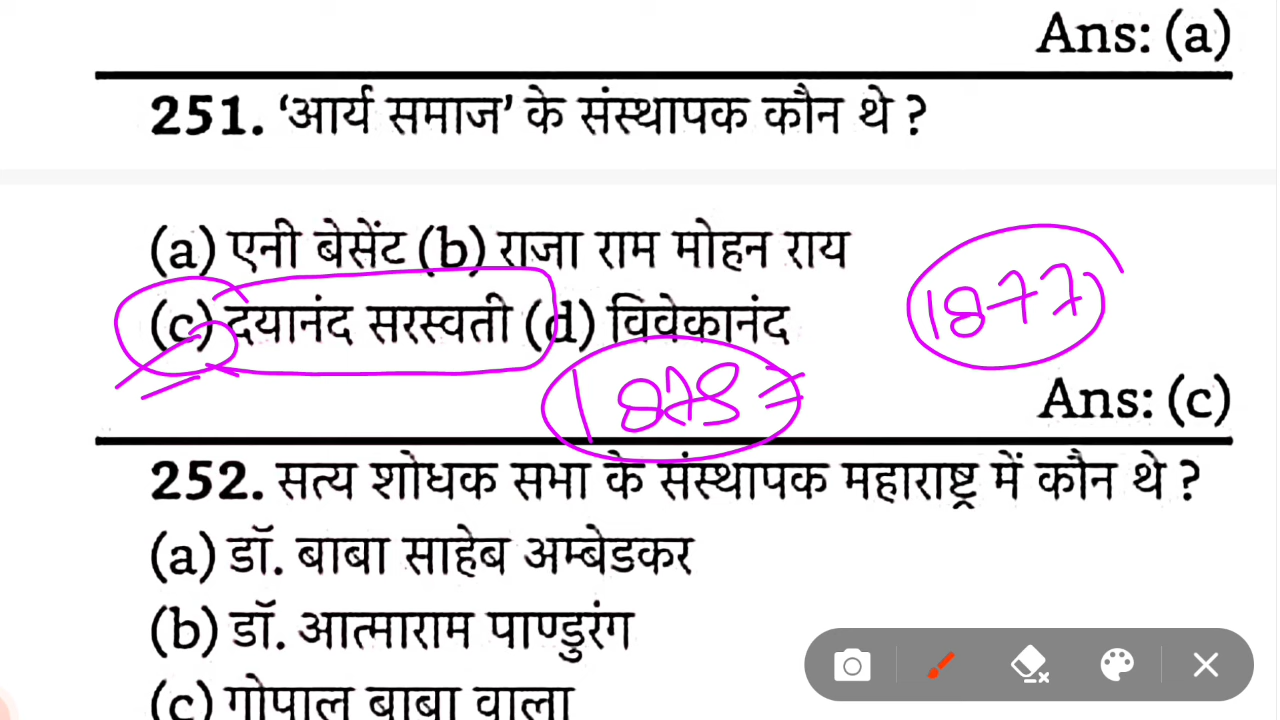 Ans: (a)
251. ‘आर्य समाज’ के संस्थापक कौन थे ?
(a) एनी बेसेंट (b) राजा राम मोहन राय
(c) दयानंद सरस्वती (d) विवेकानंद
1877
1875
Ans: (c)
252. सत्य शोधक सभा के संस्थापक महाराष्ट्र में कौन थे ?
(a) डॉ. बाबा साहेब अम्बेडकर
(b) डॉ. आत्माराम पाण्डुरंग
(c) गोपाल बाबा वाला